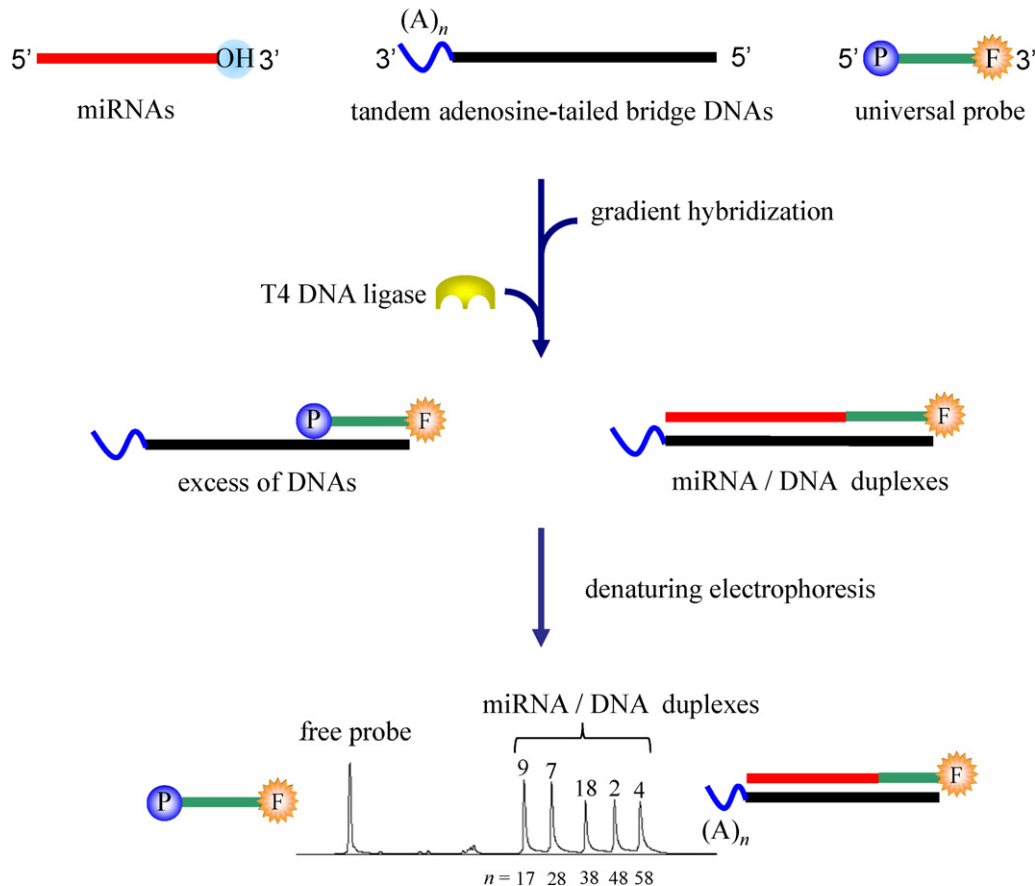 (A)n
5’ OH 3’ 3’ 5’ 5’ P F 3’
miRNAs tandem adenosine-tailed bridge DNAs universal probe
gradient hybridization
T4 DNA ligase
P F F
excess of DNAs miRNA / DNA duplexes
denaturing electrophoresis
miRNA / DNA duplexes
free probe
9 7 18 2 4
P F F
(A)n
n = 17 28 38 48 58